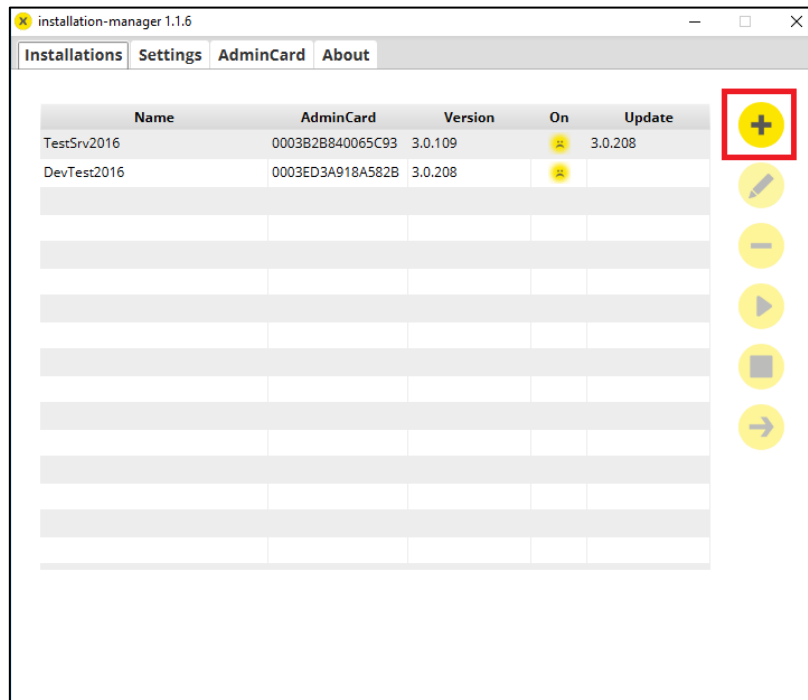 installation-manager 1.1.6
Installations Settings AdminCard About
Name AdminCard Version On Update
TestSrv2016 0003B2B840065C93 3.0.109 3.0.208
DevTest2016 0003ED3A918A582B 3.0.208